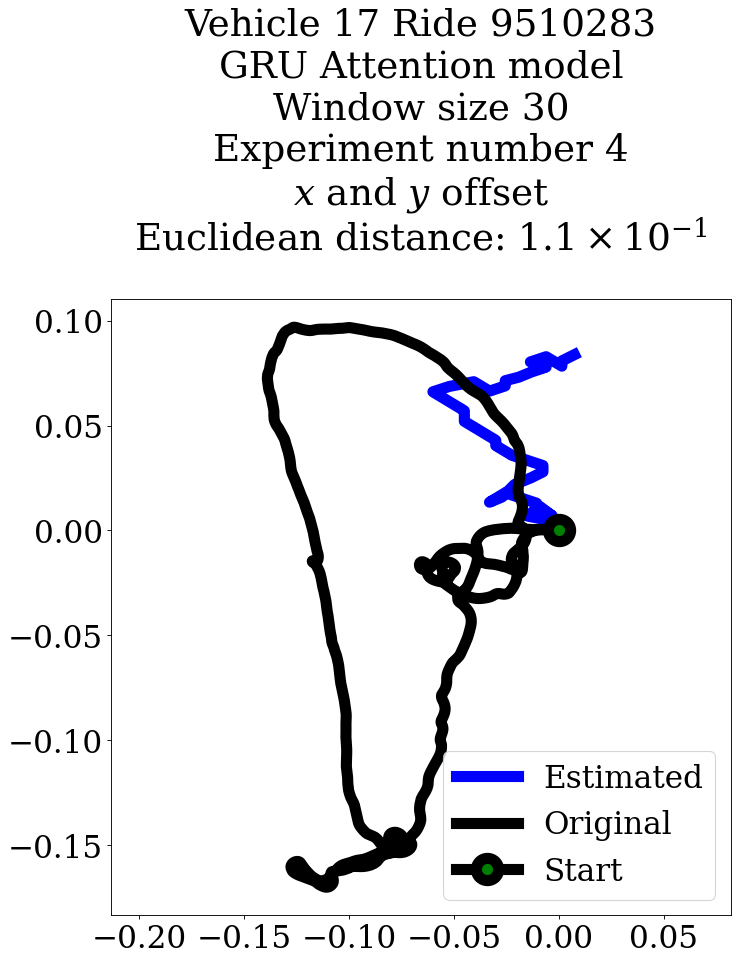 Vehicle 17 Ride 9510283
GRU Attention model
Window size 30
Experiment number 4
x and y offset
Euclidean distance: 1.1 × 10⁻¹
0.10
0.05
0.00
−0.05
−0.10
−0.15
Estimated
Original
Start
−0.20 −0.15 −0.10 −0.05 0.00 0.05